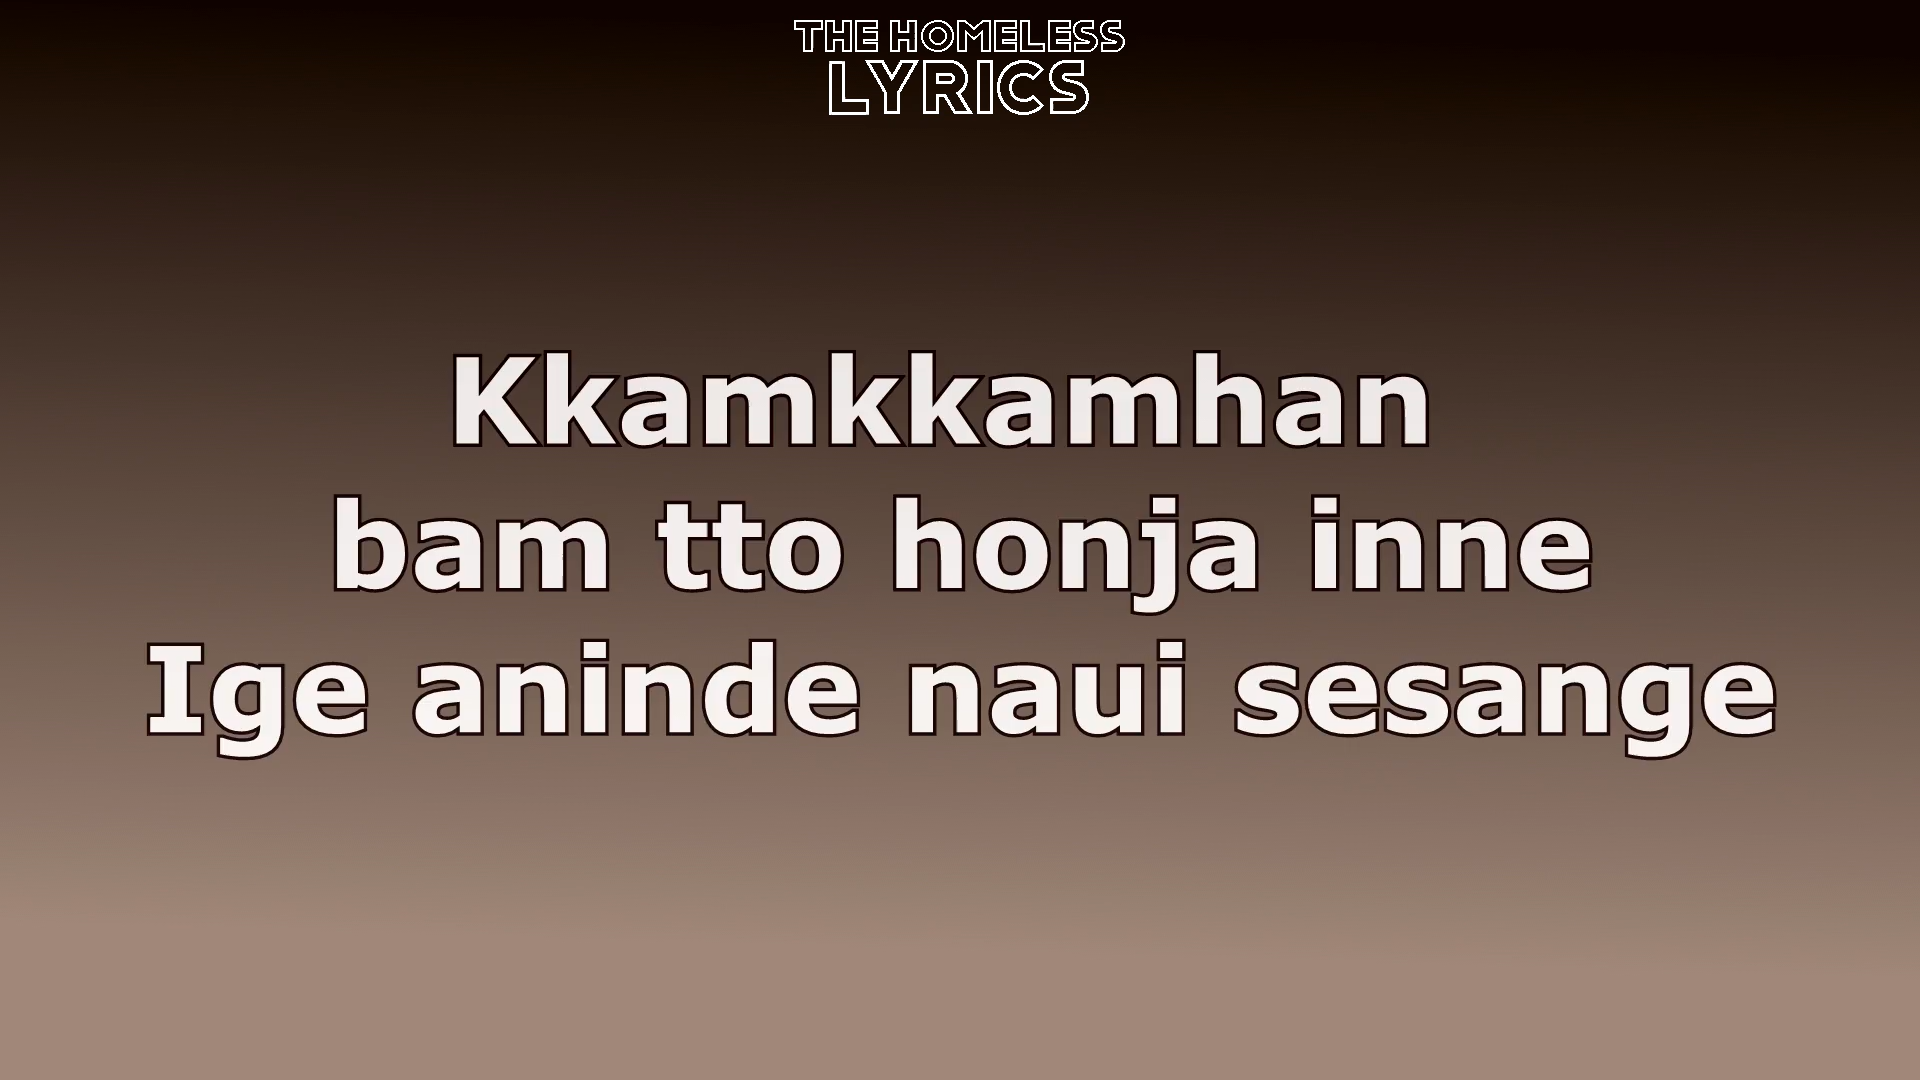 THE HOMELESS
LYRICS
Kkamkkamhan
bam tto honja inne
Ige aninde naui sesange